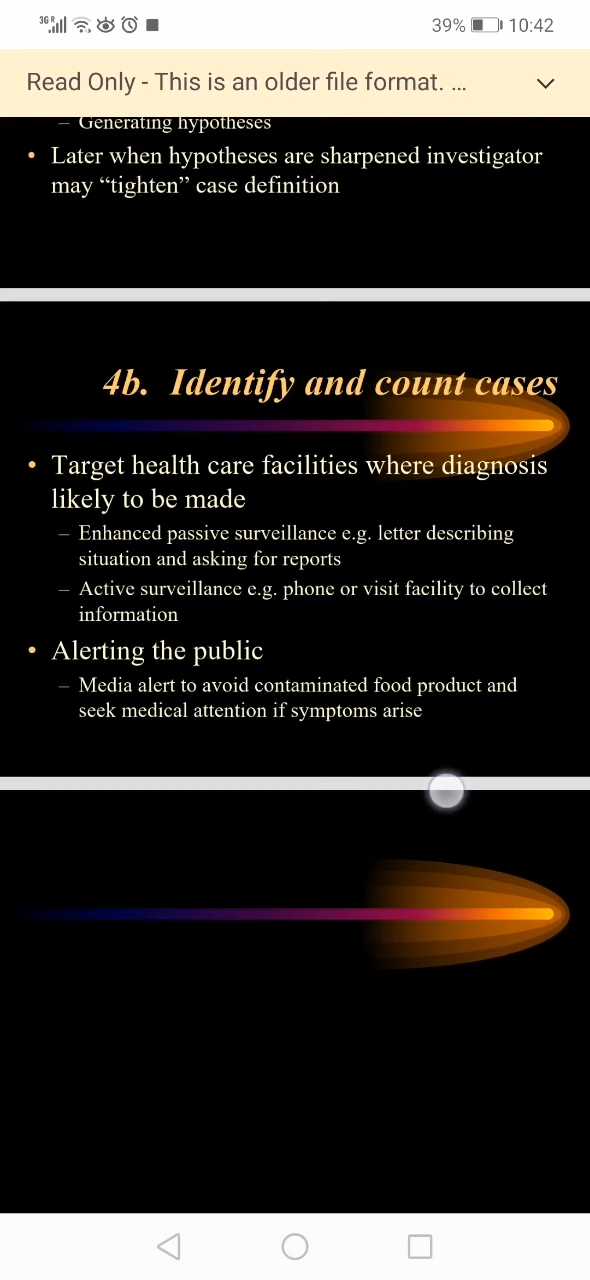 3G R 39% 10:42
Read Only - This is an older file format. ...
– Generating hypotheses
• Later when hypotheses are sharpened investigator
may “tighten” case definition
4b. Identify and count cases
• Target health care facilities where diagnosis
likely to be made
– Enhanced passive surveillance e.g. letter describing
situation and asking for reports
– Active surveillance e.g. phone or visit facility to collect
information
• Alerting the public
– Media alert to avoid contaminated food product and
seek medical attention if symptoms arise